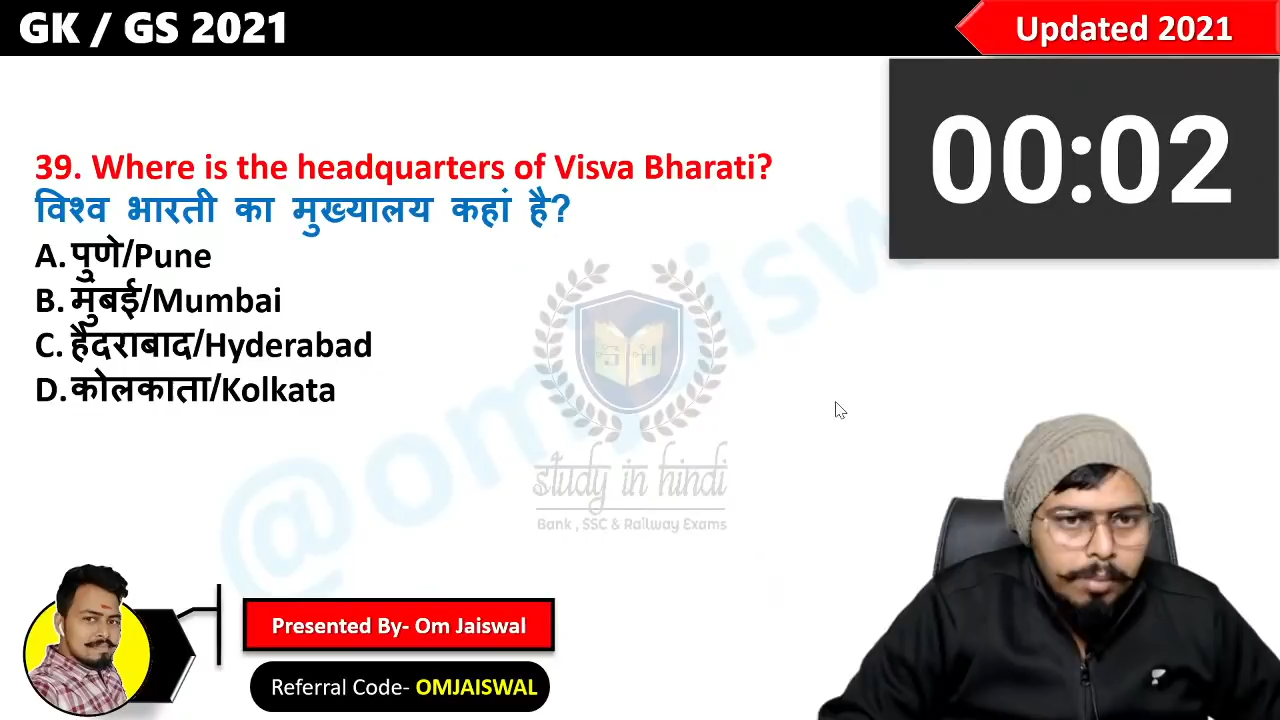 GK / GS 2021
Updated 2021
00:02
39. Where is the headquarters of Visva Bharati?
विश्व भारती का मुख्यालय कहां है?
A. पुणे/Pune
B. मुंबई/Mumbai
C. हैदराबाद/Hyderabad
D. कोलकाता/Kolkata
@omjaisw
study in hindi
Bank , SSC & Railway Exams
Presented By- Om Jaiswal
Referral Code- OMJAISWAL